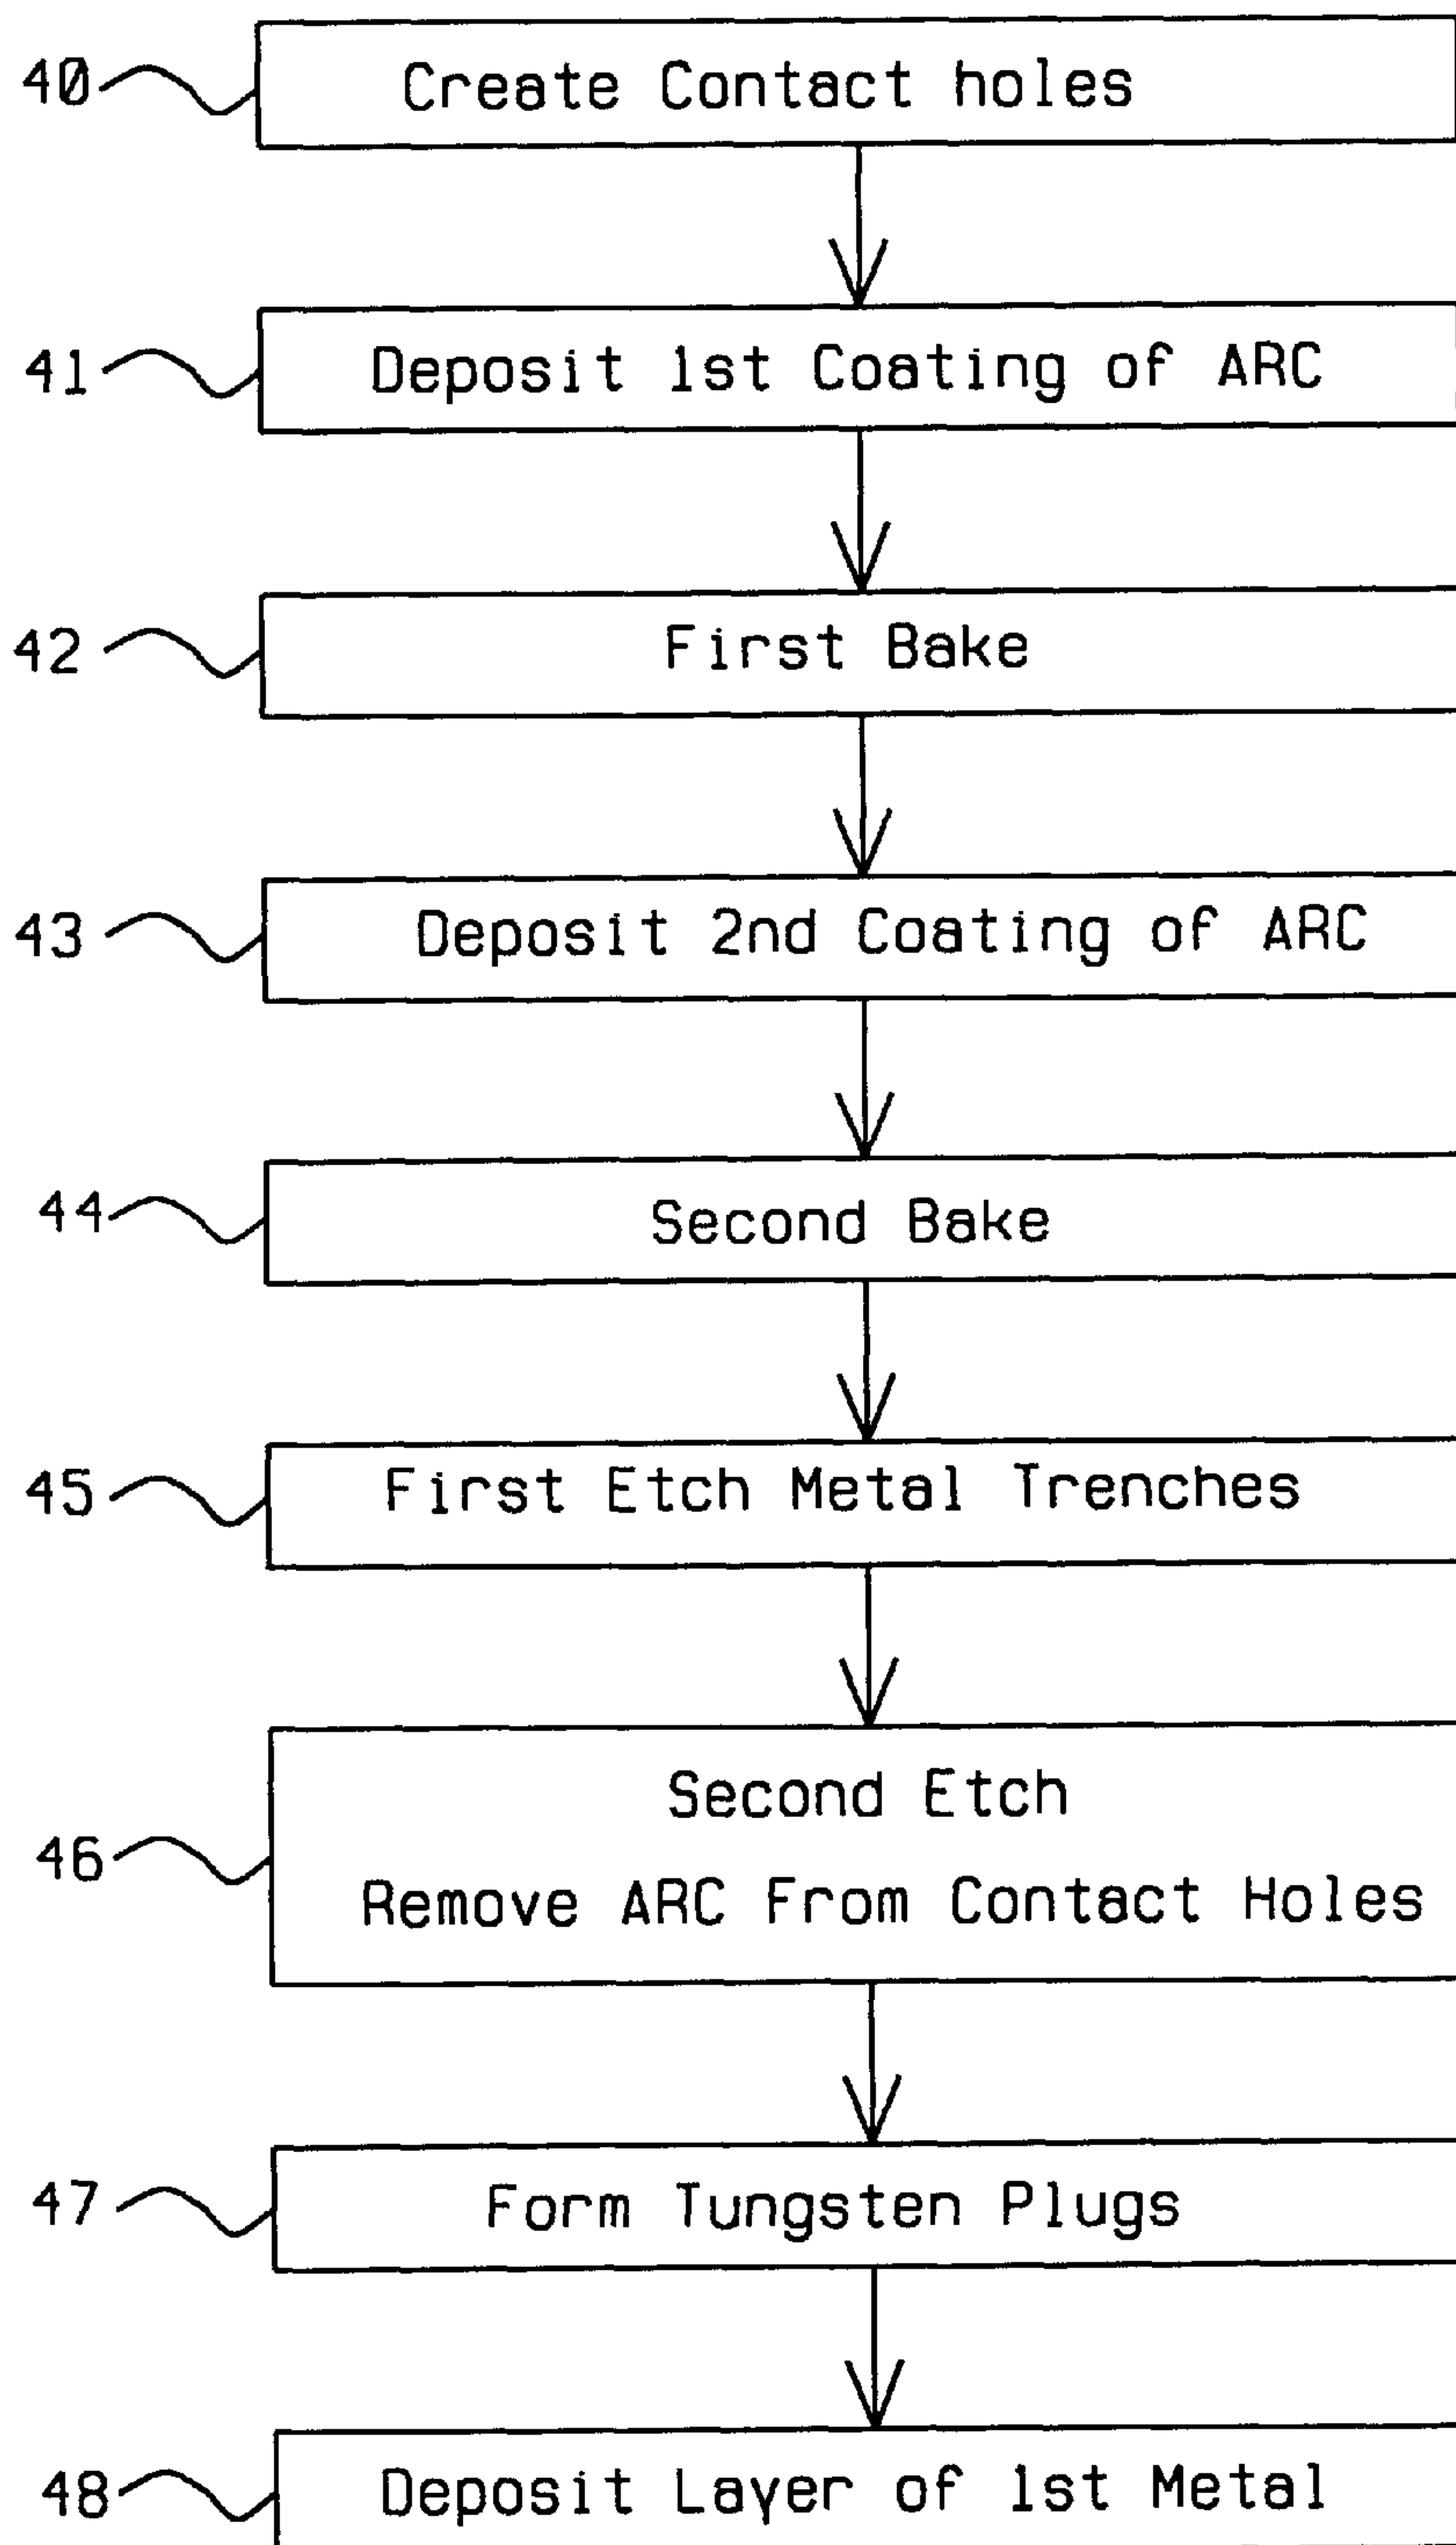 40 Create Contact holes
41 Deposit 1st Coating of ARC
42 First Bake
43 Deposit 2nd Coating of ARC
44 Second Bake
45 First Etch Metal Trenches
Second Etch
46 Remove ARC From Contact Holes
47 Form Tungsten Plugs
48 Deposit Layer of 1st Metal